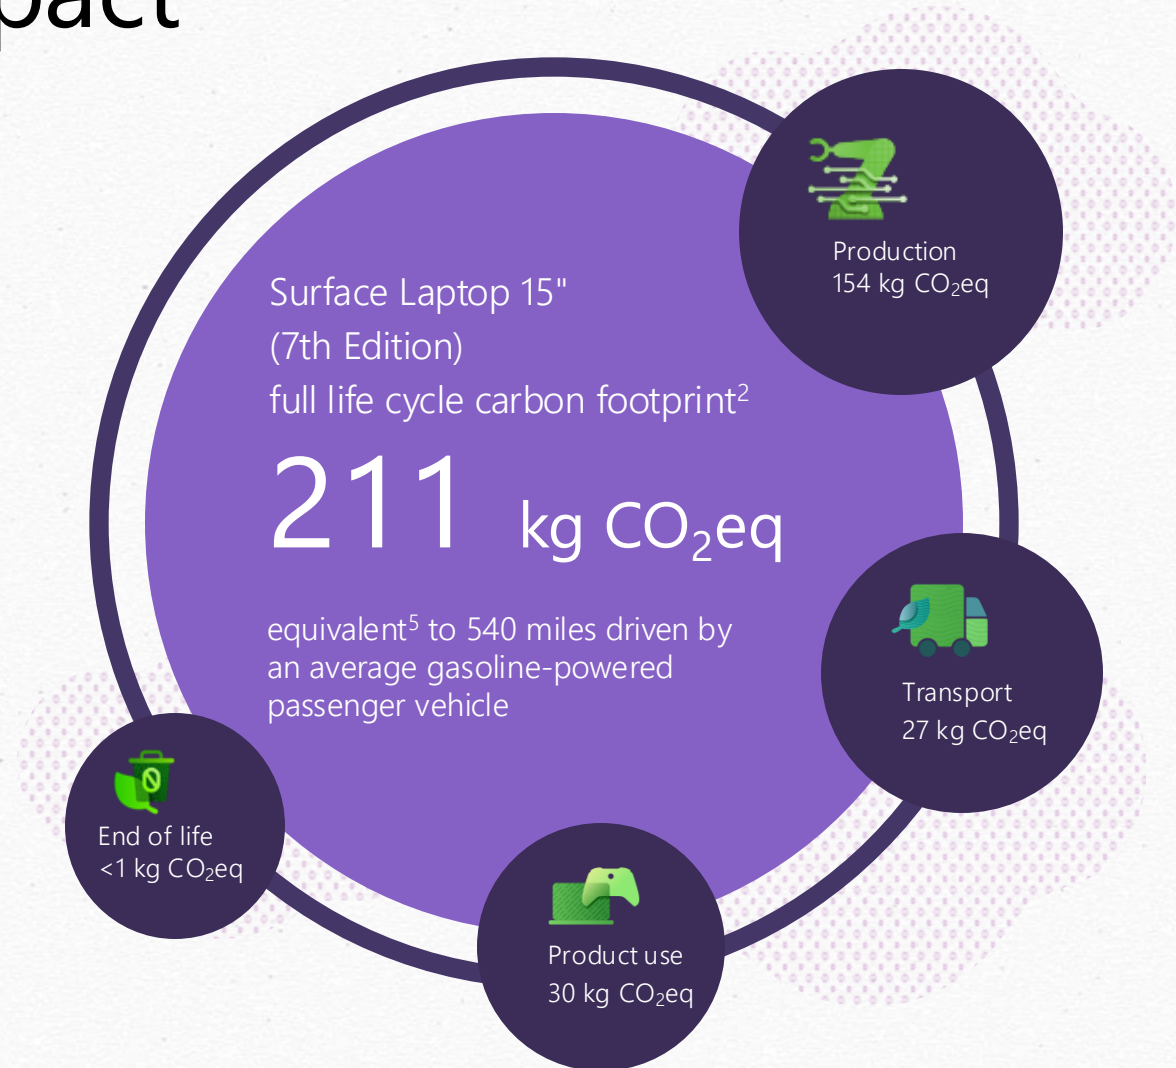 pact
Surface Laptop 15"
(7th Edition)
full life cycle carbon footprint²
211 kg CO₂eq
equivalent⁵ to 540 miles driven by
an average gasoline-powered
passenger vehicle
Production
154 kg CO₂eq
Transport
27 kg CO₂eq
Product use
30 kg CO₂eq
End of life
<1 kg CO₂eq